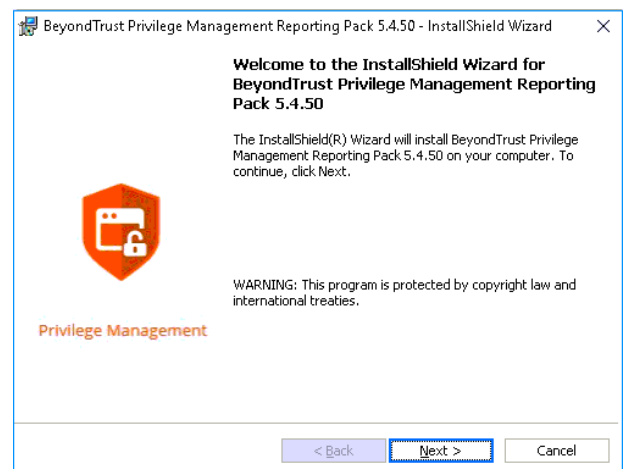 BeyondTrust Privilege Management Reporting Pack 5.4.50 - InstallShield Wizard
Welcome to the InstallShield Wizard for
BeyondTrust Privilege Management Reporting
Pack 5.4.50
The InstallShield(R) Wizard will install BeyondTrust Privilege
Management Reporting Pack 5.4.50 on your computer. To
continue, click Next.
WARNING: This program is protected by copyright law and
international treaties.
Privilege Management
< Back
Next >
Cancel